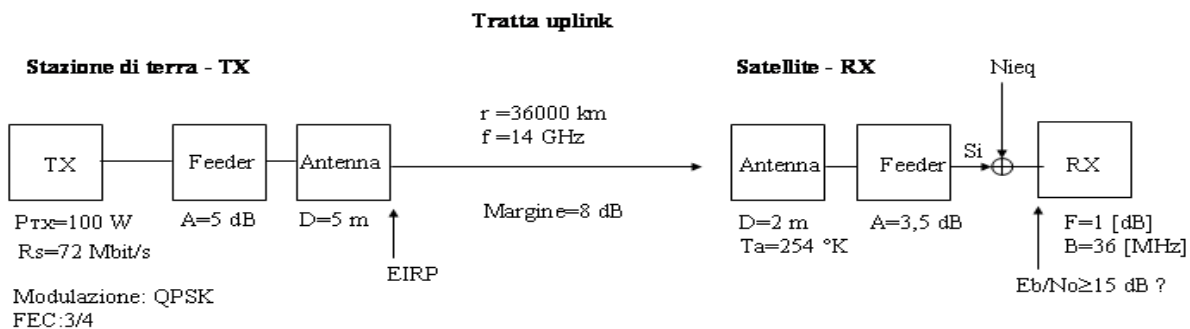 Tratta uplink
Stazione di terra - TX
Satellite - RX
Nieq
r =36000 km
f =14 GHz
TX
Feeder
Antenna
Antenna
Feeder
Si
RX
PTX=100 W
A=5 dB
D=5 m
Margine=8 dB
D=2 m
A=3,5 dB
F=1 [dB]
Rs=72 Mbit/s
Ta=254 °K
B=36 [MHz]
EIRP
Eb/No≥15 dB ?
Modulazione: QPSK
FEC:3/4